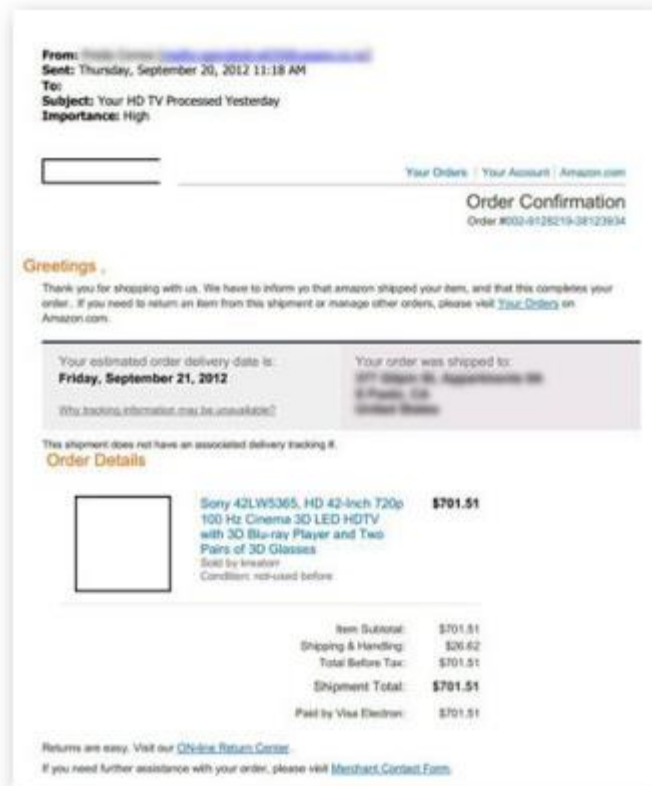 From:
Sent: Thursday, September 20, 2012 11:18 AM
To:
Subject: Your HD TV Processed Yesterday
Importance: High
Your Orders | Your Account | Amazon.com
Order Confirmation
Order #002-9128219-38123934
Greetings ,
Thank you for shopping with us. We have to inform yo that amazon shipped your item, and that this completes your
order. If you need to return an item from this shipment or manage other orders, please visit Your Orders on
Amazon.com.
Your estimated order delivery date is:
Friday, September 21, 2012
Why tracking information may be unavailable?
Your order was shipped to:
United States
This shipment does not have an associated delivery tracking #.
Order Details
Sony 42LW5365, HD 42-Inch 720p $701.51
100 Hz Cinema 3D LED HDTV
with 3D Blu-ray Player and Two
Pairs of 3D Glasses
Sold by kreatorr
Condition: not-used before
Item Subtotal: $701.51
Shipping & Handling: $26.62
Total Before Tax: $701.51
Shipment Total: $701.51
Paid by Visa Electron: $701.51
Returns are easy. Visit our ON-line Return Center.
If you need further assistance with your order, please visit Merchant Contact Form.